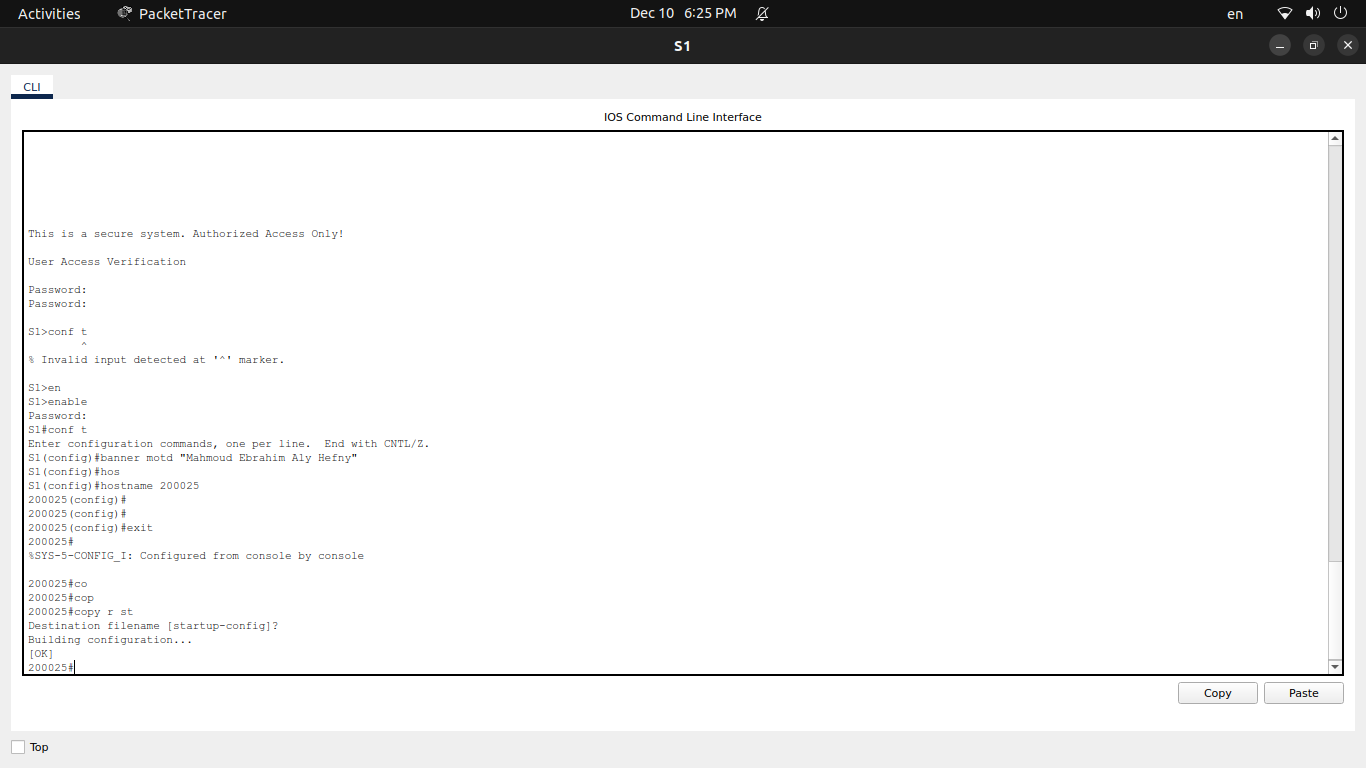 Activities
PacketTracer
Dec 10 6:25 PM
en
S1
CLI
IOS Command Line Interface
This is a secure system. Authorized Access Only!
User Access Verification
Password:
Password:
S1>conf t
^
% Invalid input detected at '^' marker.
S1>en
S1>enable
Password:
S1#conf t
Enter configuration commands, one per line.  End with CNTL/Z.
S1(config)#banner motd "Mahmoud Ebrahim Aly Hefny"
S1(config)#hos
S1(config)#hostname 200025
200025(config)#
200025(config)#
200025(config)#exit
200025#
%SYS-5-CONFIG_I: Configured from console by console
200025#co
200025#cop
200025#copy r st
Destination filename [startup-config]?
Building configuration...
[OK]
200025#
Copy
Paste
Top